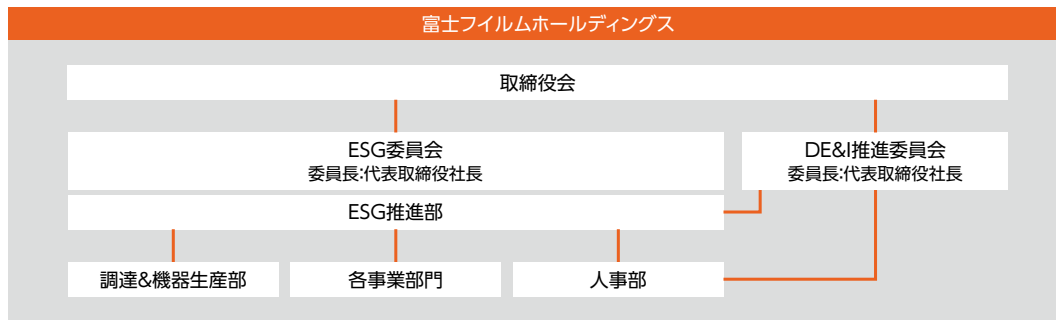 富士フイルムホールディングス
取締役会
ESG委員会
委員長:代表取締役社長
DE&I推進委員会
委員長:代表取締役社長
ESG推進部
調達&機器生産部
各事業部門
人事部